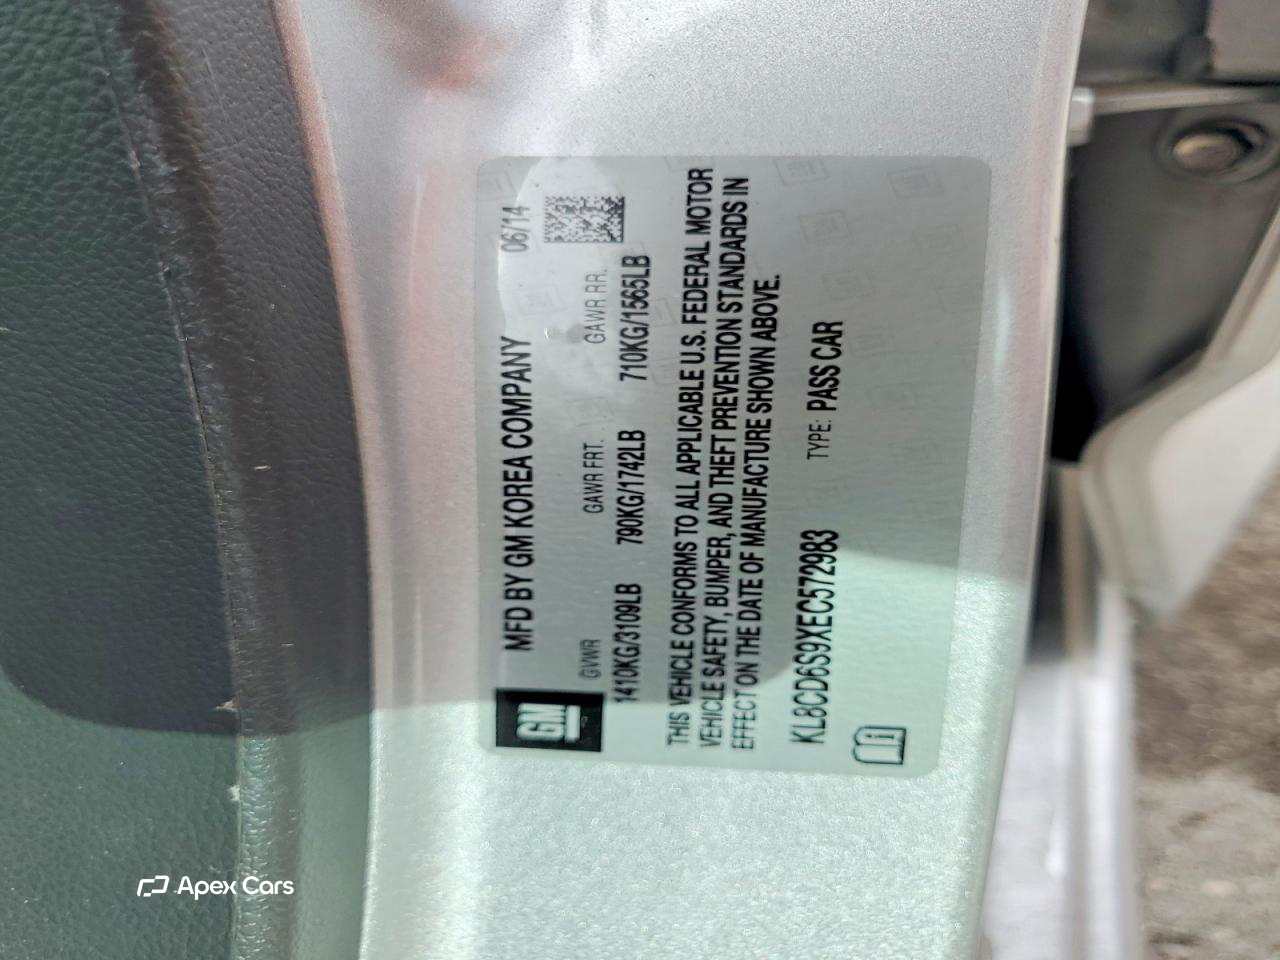 GM
MFD BY GM KOREA COMPANY 06/14
GVWR GAWR FRT. GAWR RR.
1410KG/3109LB 790KG/1742LB 710KG/1565LB
THIS VEHICLE CONFORMS TO ALL APPLICABLE U.S. FEDERAL MOTOR
VEHICLE SAFETY, BUMPER, AND THEFT PREVENTION STANDARDS IN
EFFECT ON THE DATE OF MANUFACTURE SHOWN ABOVE.
KL8CD6S9XEC572983 TYPE: PASS CAR
Apex Cars